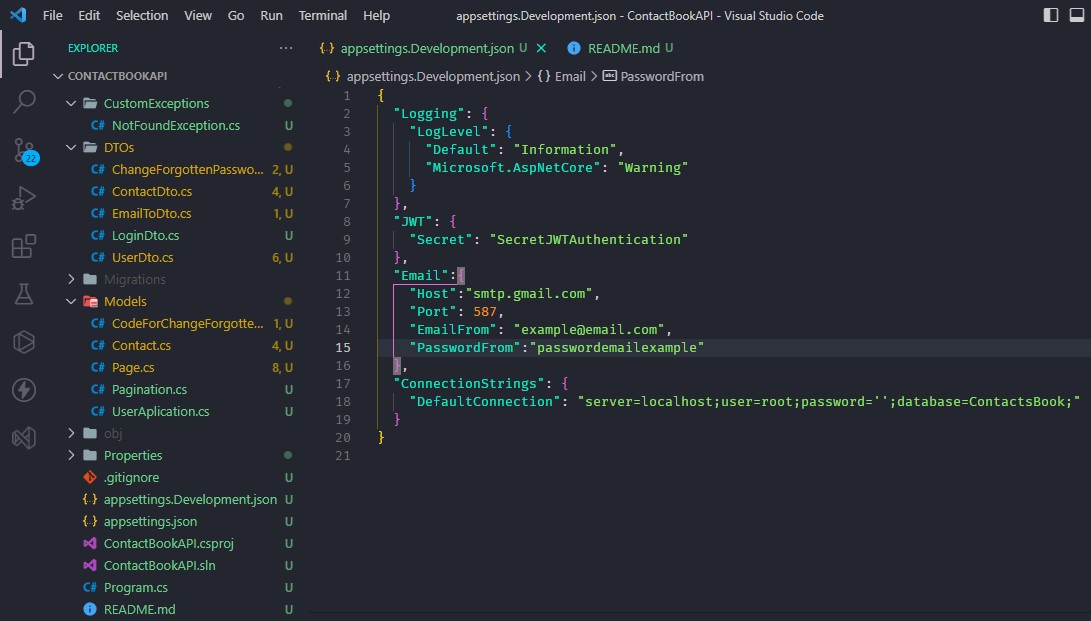 File Edit Selection View Go Run Terminal Help appsettings.Development.json - ContactBookAPI - Visual Studio Code
EXPLORER ···
appsettings.Development.json U × README.md U
CONTACTBOOKAPI
{..} appsettings.Development.json > {} Email > abc PasswordFrom
CustomExceptions
C# NotFoundException.cs U
DTOs
C# ChangeForgottenPasswo... 2, U
C# ContactDto.cs 4, U
C# EmailToDto.cs 1, U
C# LoginDto.cs U
C# UserDto.cs 6, U
Migrations
Models
C# CodeForChangeForgotte... 1, U
C# Contact.cs 4, U
C# Page.cs 8, U
C# Pagination.cs U
C# UserAplication.cs U
obj
Properties
.gitignore U
{..} appsettings.Development.json U
{..} appsettings.json U
ContactBookAPI.csproj U
ContactBookAPI.sln U
C# Program.cs U
README.md U
22
1 {
2 "Logging": {
3 "LogLevel": {
4 "Default": "Information",
5 "Microsoft.AspNetCore": "Warning"
6 }
7 },
8 "JWT": {
9 "Secret": "SecretJWTAuthentication"
10 },
11 "Email":{
12 "Host":"smtp.gmail.com",
13 "Port": 587,
14 "EmailFrom": "example@email.com",
15 "PasswordFrom":"passwordemailexample"
16 },
17 "ConnectionStrings": {
18 "DefaultConnection": "server=localhost;user=root;password='';database=ContactsBook;"
19 }
20 }
21